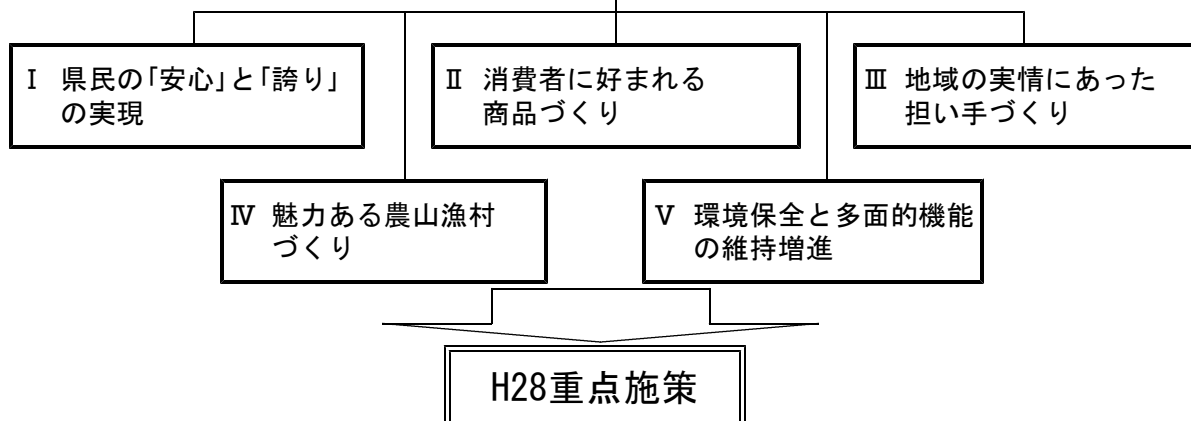 Ⅰ 県民の「安心」と「誇り」
の実現
Ⅱ 消費者に好まれる
商品づくり
Ⅲ 地域の実情にあった
担い手づくり
Ⅳ 魅力ある農山漁村
づくり
Ⅴ 環境保全と多面的機能
の維持増進
H28重点施策